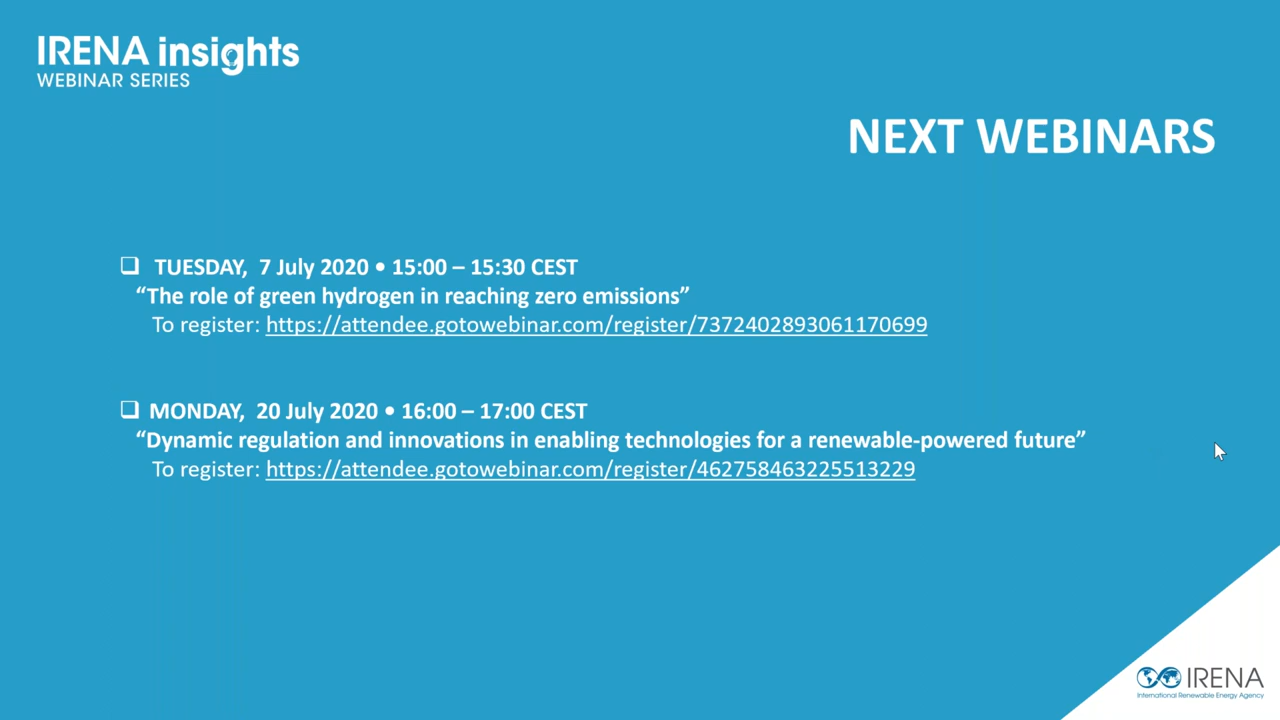 IRENA insights
WEBINAR SERIES
NEXT WEBINARS
❑ TUESDAY, 7 July 2020 • 15:00 – 15:30 CEST
“The role of green hydrogen in reaching zero emissions”
To register: https://attendee.gotowebinar.com/register/7372402893061170699
❑ MONDAY, 20 July 2020 • 16:00 – 17:00 CEST
“Dynamic regulation and innovations in enabling technologies for a renewable-powered future”
To register: https://attendee.gotowebinar.com/register/462758463225513229
IRENA
International Renewable Energy Agency